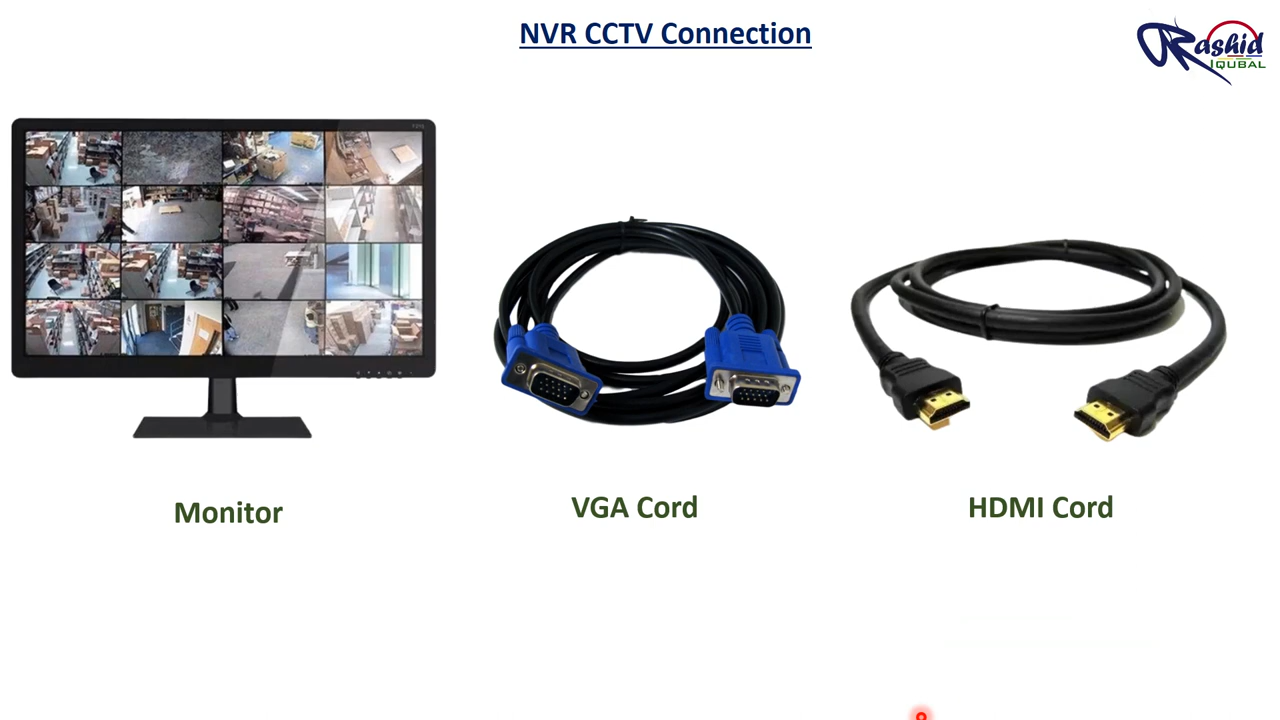 NVR CCTV Connection
Rashid
IQUBAL
Monitor
VGA Cord
HDMI Cord